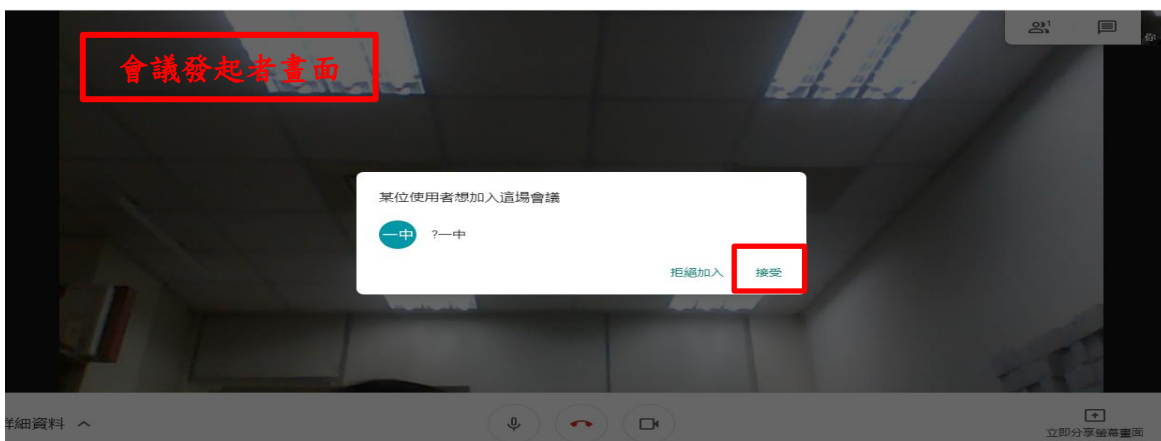 會議發起者畫面
1
你
某位使用者想加入這場會議
一中
?一中
拒絕加入
接受
詳細資料
立即分享螢幕畫面